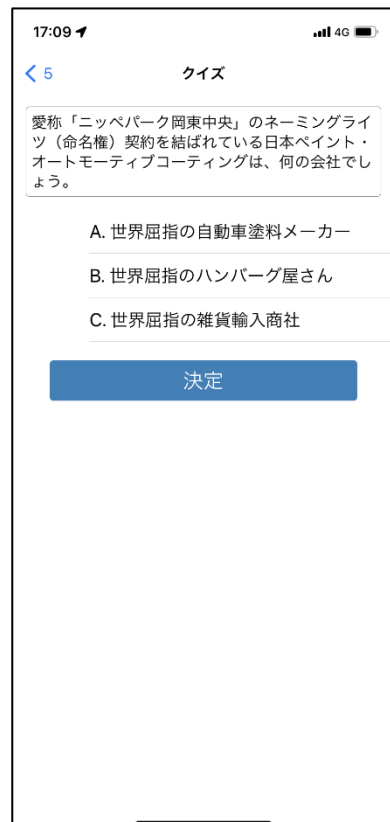 17:09
4G
5
クイズ
愛称「ニッペパーク岡東中央」のネーミングライ
ツ（命名権）契約を結ばれている日本ペイント・
オートモーティブコーティングは、何の会社でし
ょう。
A. 世界屈指の自動車塗料メーカー
B. 世界屈指のハンバーグ屋さん
C. 世界屈指の雑貨輸入商社
決定